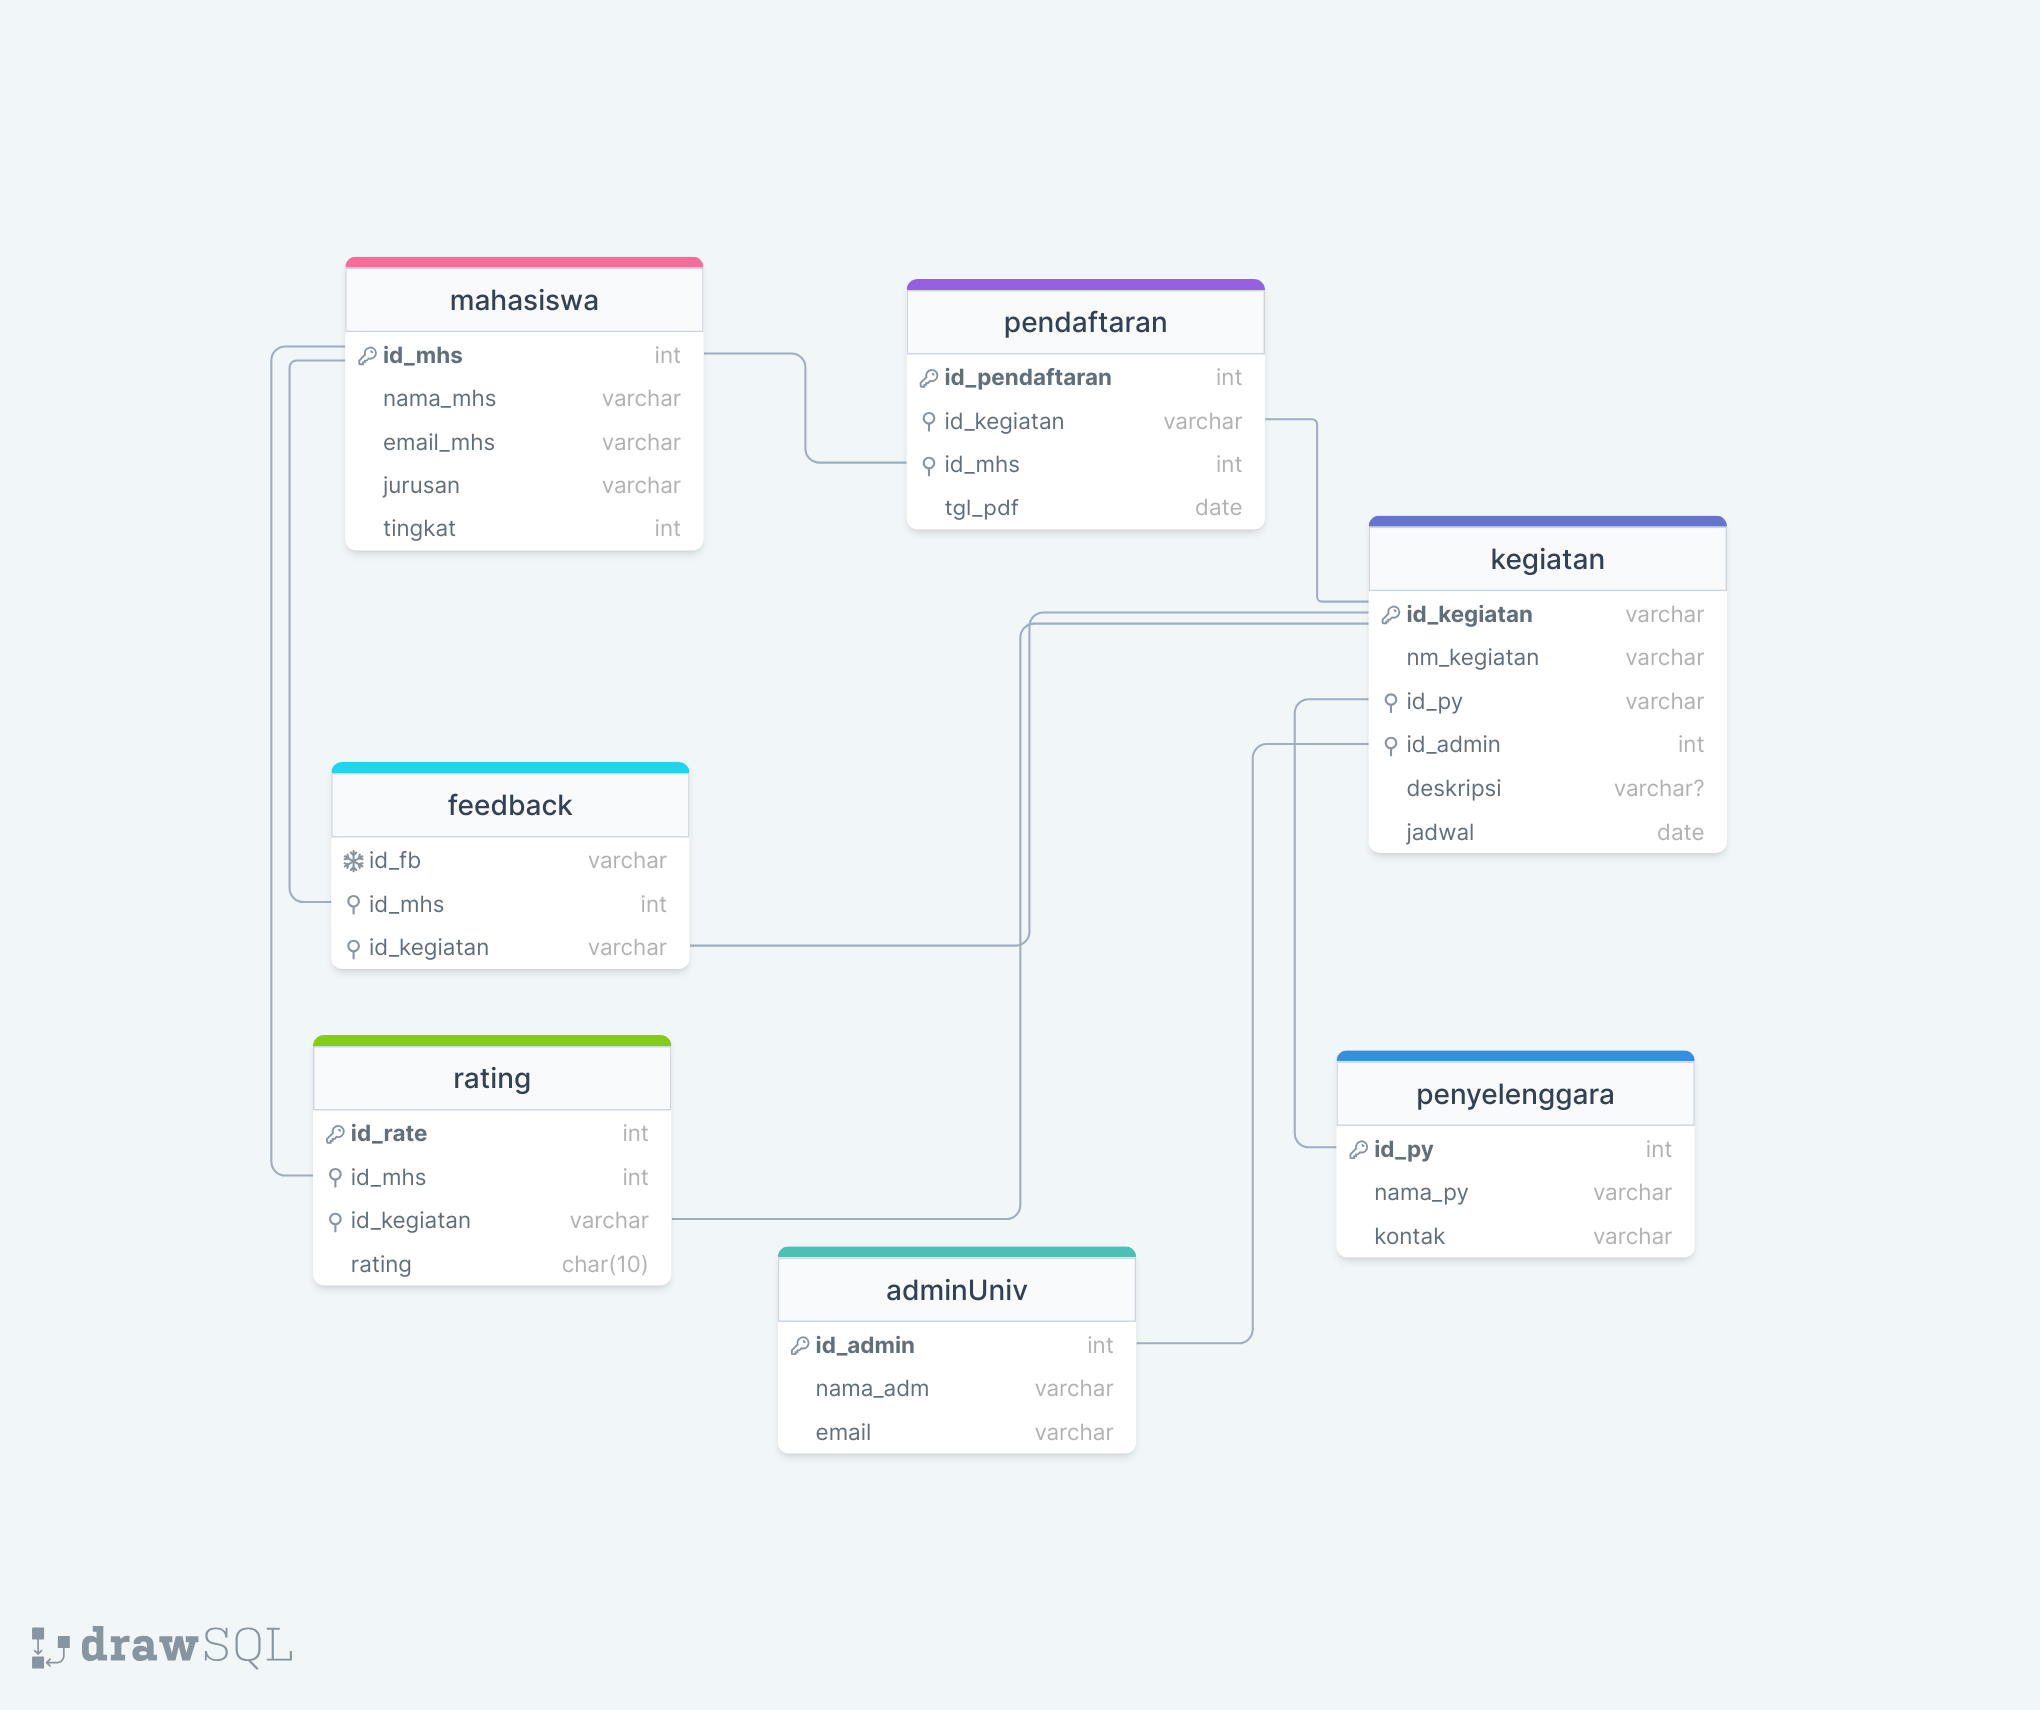 mahasiswa
id_mhs int
nama_mhs varchar
email_mhs varchar
jurusan varchar
tingkat int
pendaftaran
id_pendaftaran int
id_kegiatan varchar
id_mhs int
tgl_pdf date
kegiatan
id_kegiatan varchar
nm_kegiatan varchar
id_py varchar
id_admin int
deskripsi varchar?
jadwal date
feedback
id_fb varchar
id_mhs int
id_kegiatan varchar
rating
id_rate int
id_mhs int
id_kegiatan varchar
rating char(10)
penyelenggara
id_py int
nama_py varchar
kontak varchar
adminUniv
id_admin int
nama_adm varchar
email varchar
drawSQL